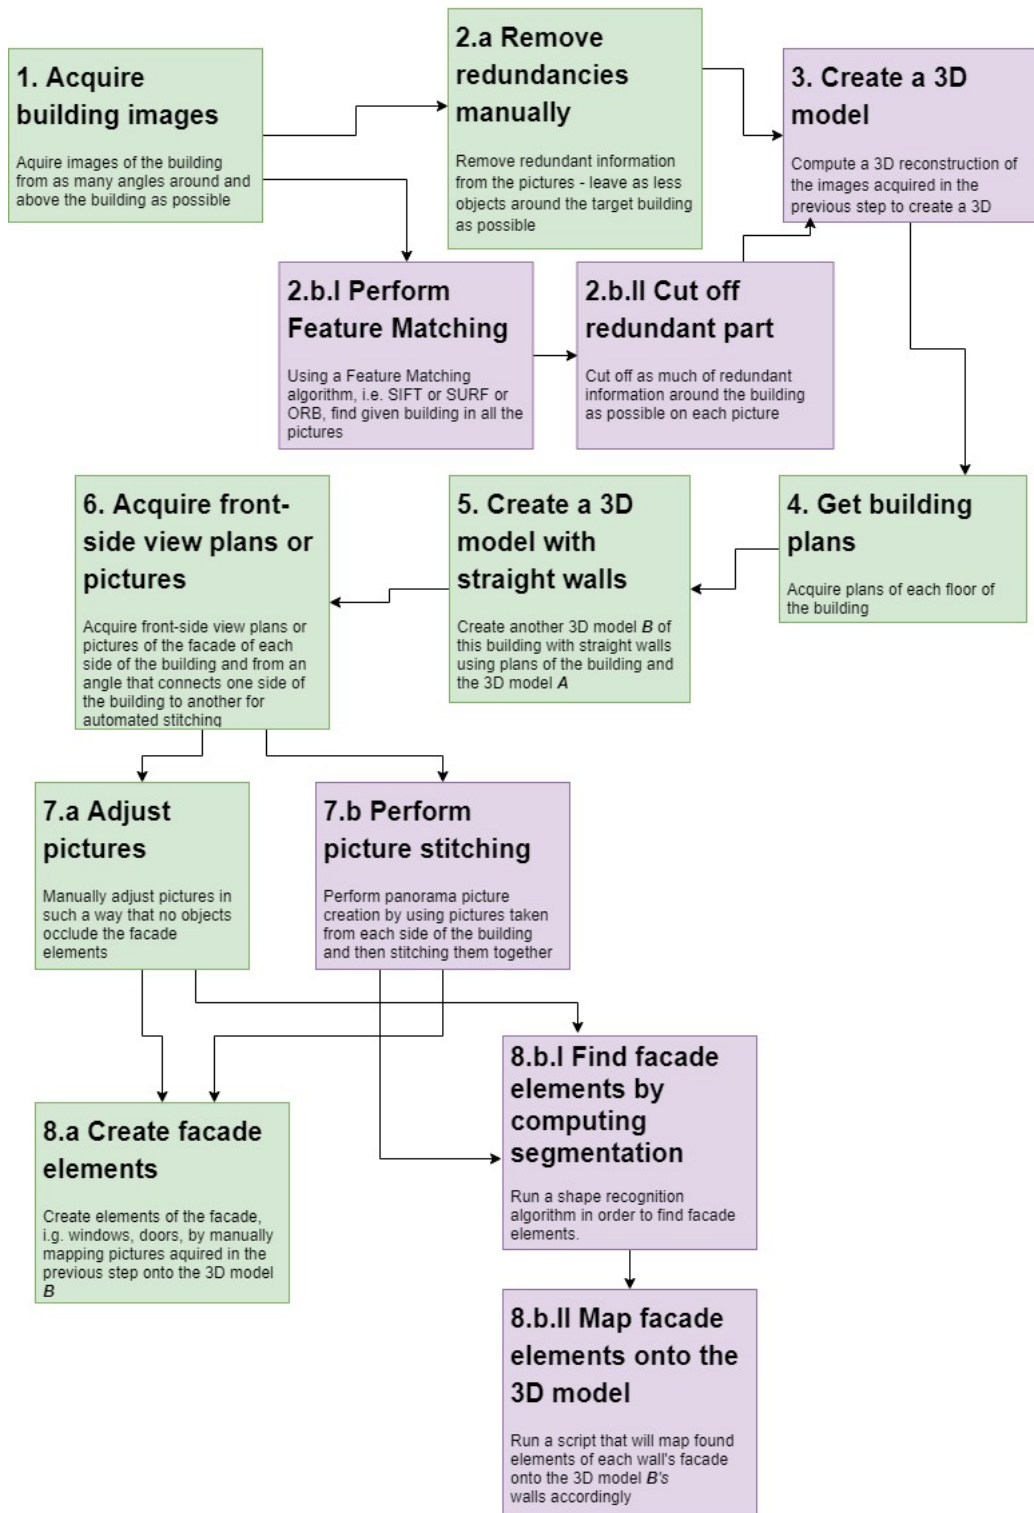 1. Acquire
building images
Aquire images of the building
from as many angles around and
above the building as possible
2.a Remove
redundancies
manually
Remove redundant information
from the pictures - leave as less
objects around the target building
as possible
3. Create a 3D
model
Compute a 3D reconstruction of
the images acquired in the
previous step to create a 3D
2.b.I Perform
Feature Matching
Using a Feature Matching
algorithm, i.e. SIFT or SURF or
ORB, find given building in all the
pictures
2.b.II Cut off
redundant part
Cut off as much of redundant
information around the building
as possible on each picture
4. Get building
plans
Acquire plans of each floor of
the building
5. Create a 3D
model with
straight walls
Create another 3D model B of
this building with straight walls
using plans of the building and
the 3D model A
6. Acquire front-
side view plans or
pictures
Acquire front-side view plans or
pictures of the facade of each
side of the building and from an
angle that connects one side of
the building to another for
automated stitching
7.a Adjust
pictures
Manually adjust pictures in
such a way that no objects
occlude the facade
elements
7.b Perform
picture stitching
Perform panorama picture
creation by using pictures taken
from each side of the building
and then stitching them together
8.a Create facade
elements
Create elements of the facade,
i.g. windows, doors, by manually
mapping pictures aquired in the
previous step onto the 3D model
B
8.b.I Find facade
elements by
computing
segmentation
Run a shape recognition
algorithm in order to find facade
elements.
8.b.II Map facade
elements onto the
3D model
Run a script that will map found
elements of each wall's facade
onto the 3D model B's
walls accordingly